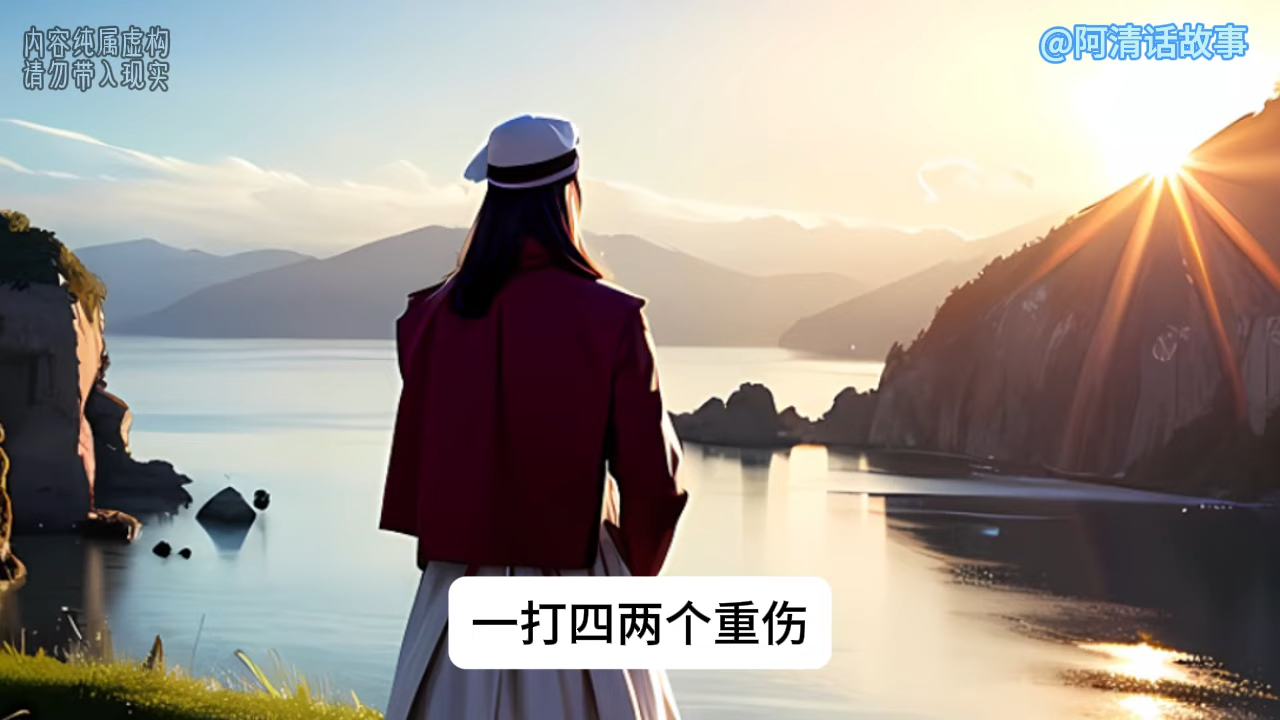 内容纯属虚构
请勿带入现实
@阿清话故事
一打四两个重伤